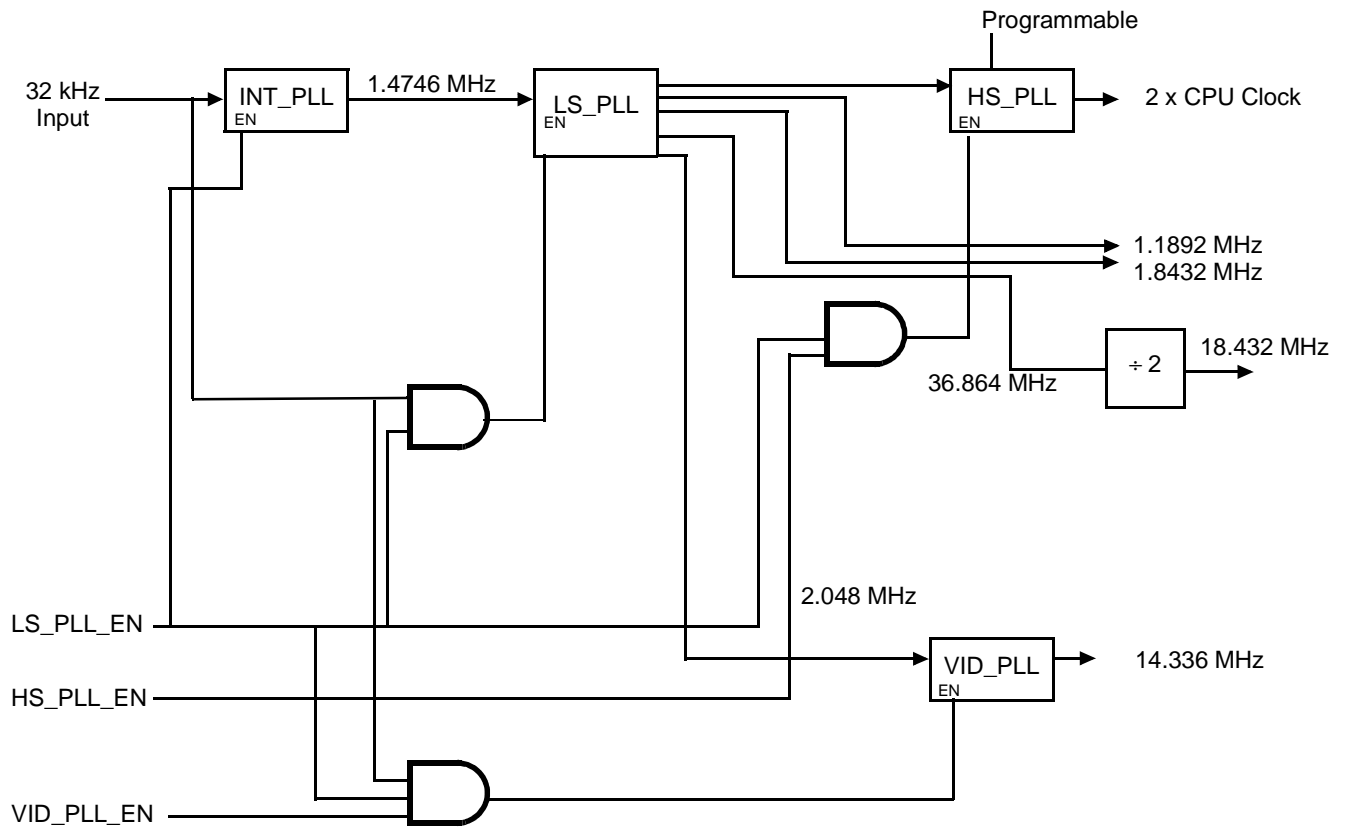 Programmable
32 kHz
Input
INT_PLL
EN
1.4746 MHz
LS_PLL
EN
HS_PLL
EN
2 x CPU Clock
1.1892 MHz
1.8432 MHz
36.864 MHz
÷ 2
18.432 MHz
2.048 MHz
LS_PLL_EN
HS_PLL_EN
VID_PLL
EN
14.336 MHz
VID_PLL_EN